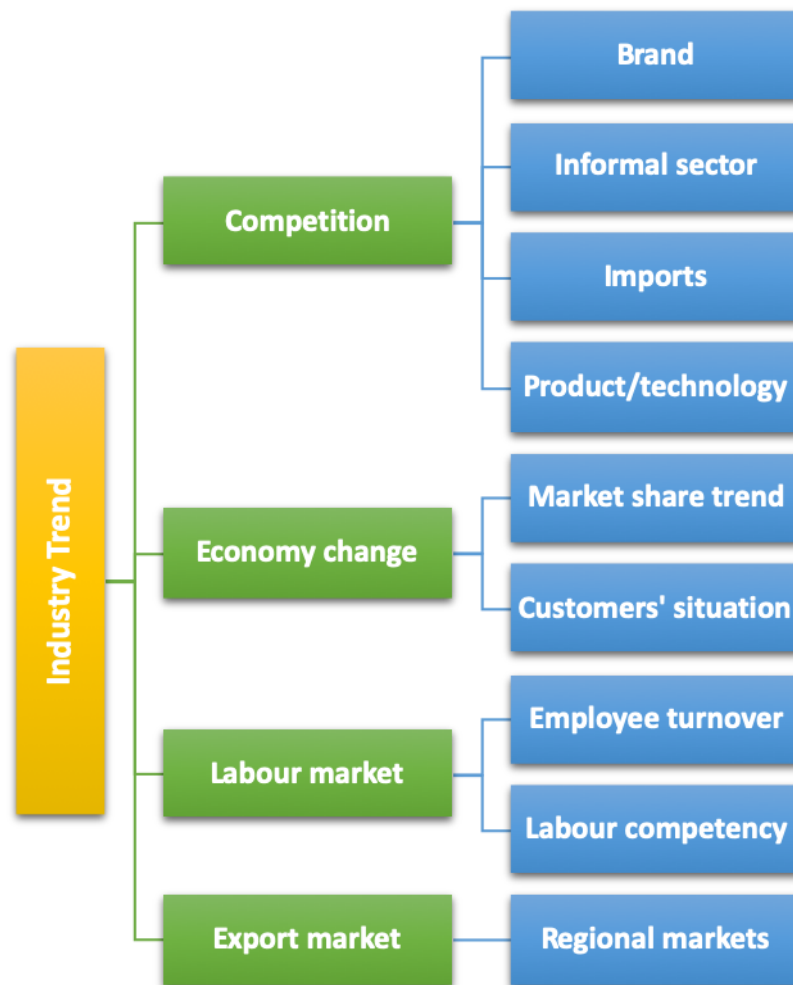 Industry Trend
Competition
Brand
Informal sector
Imports
Product/technology
Economy change
Market share trend
Customers' situation
Labour market
Employee turnover
Labour competency
Export market
Regional markets